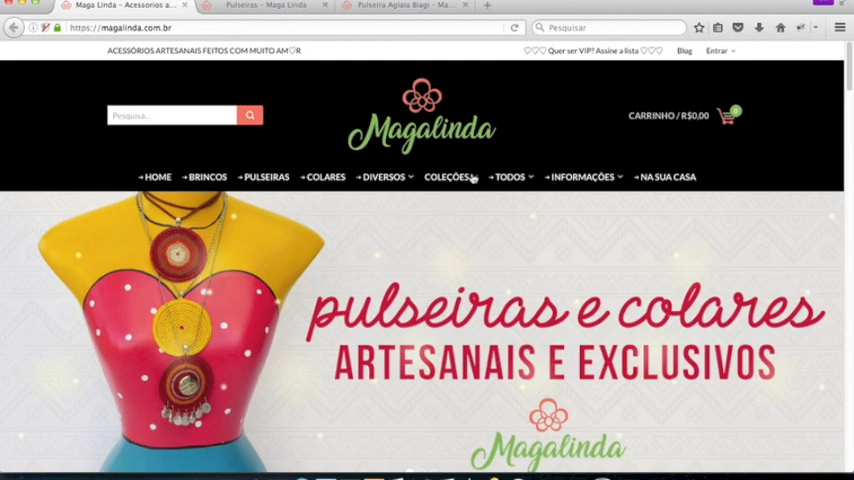 Maga Linda – Acessorios a...
Pulseiras – Maga Linda
Pulseira Aglaia Biagi – Ma...
https://magalinda.com.br
Pesquisar
ACESSÓRIOS ARTESANAIS FEITOS COM MUITO AM♡R
♡♡♡ Quer ser VIP? Assine a lista ♡♡♡
Blog
Entrar
Pesquisa...
Magalinda
CARRINHO / R$0,00
0
➔HOME ➔BRINCOS ➔PULSEIRAS ➔COLARES ➔DIVERSOS COLEÇÕES ➔TODOS ➔INFORMAÇÕES ➔NA SUA CASA
pulseiras e colares
ARTESANAIS E EXCLUSIVOS
Magalinda